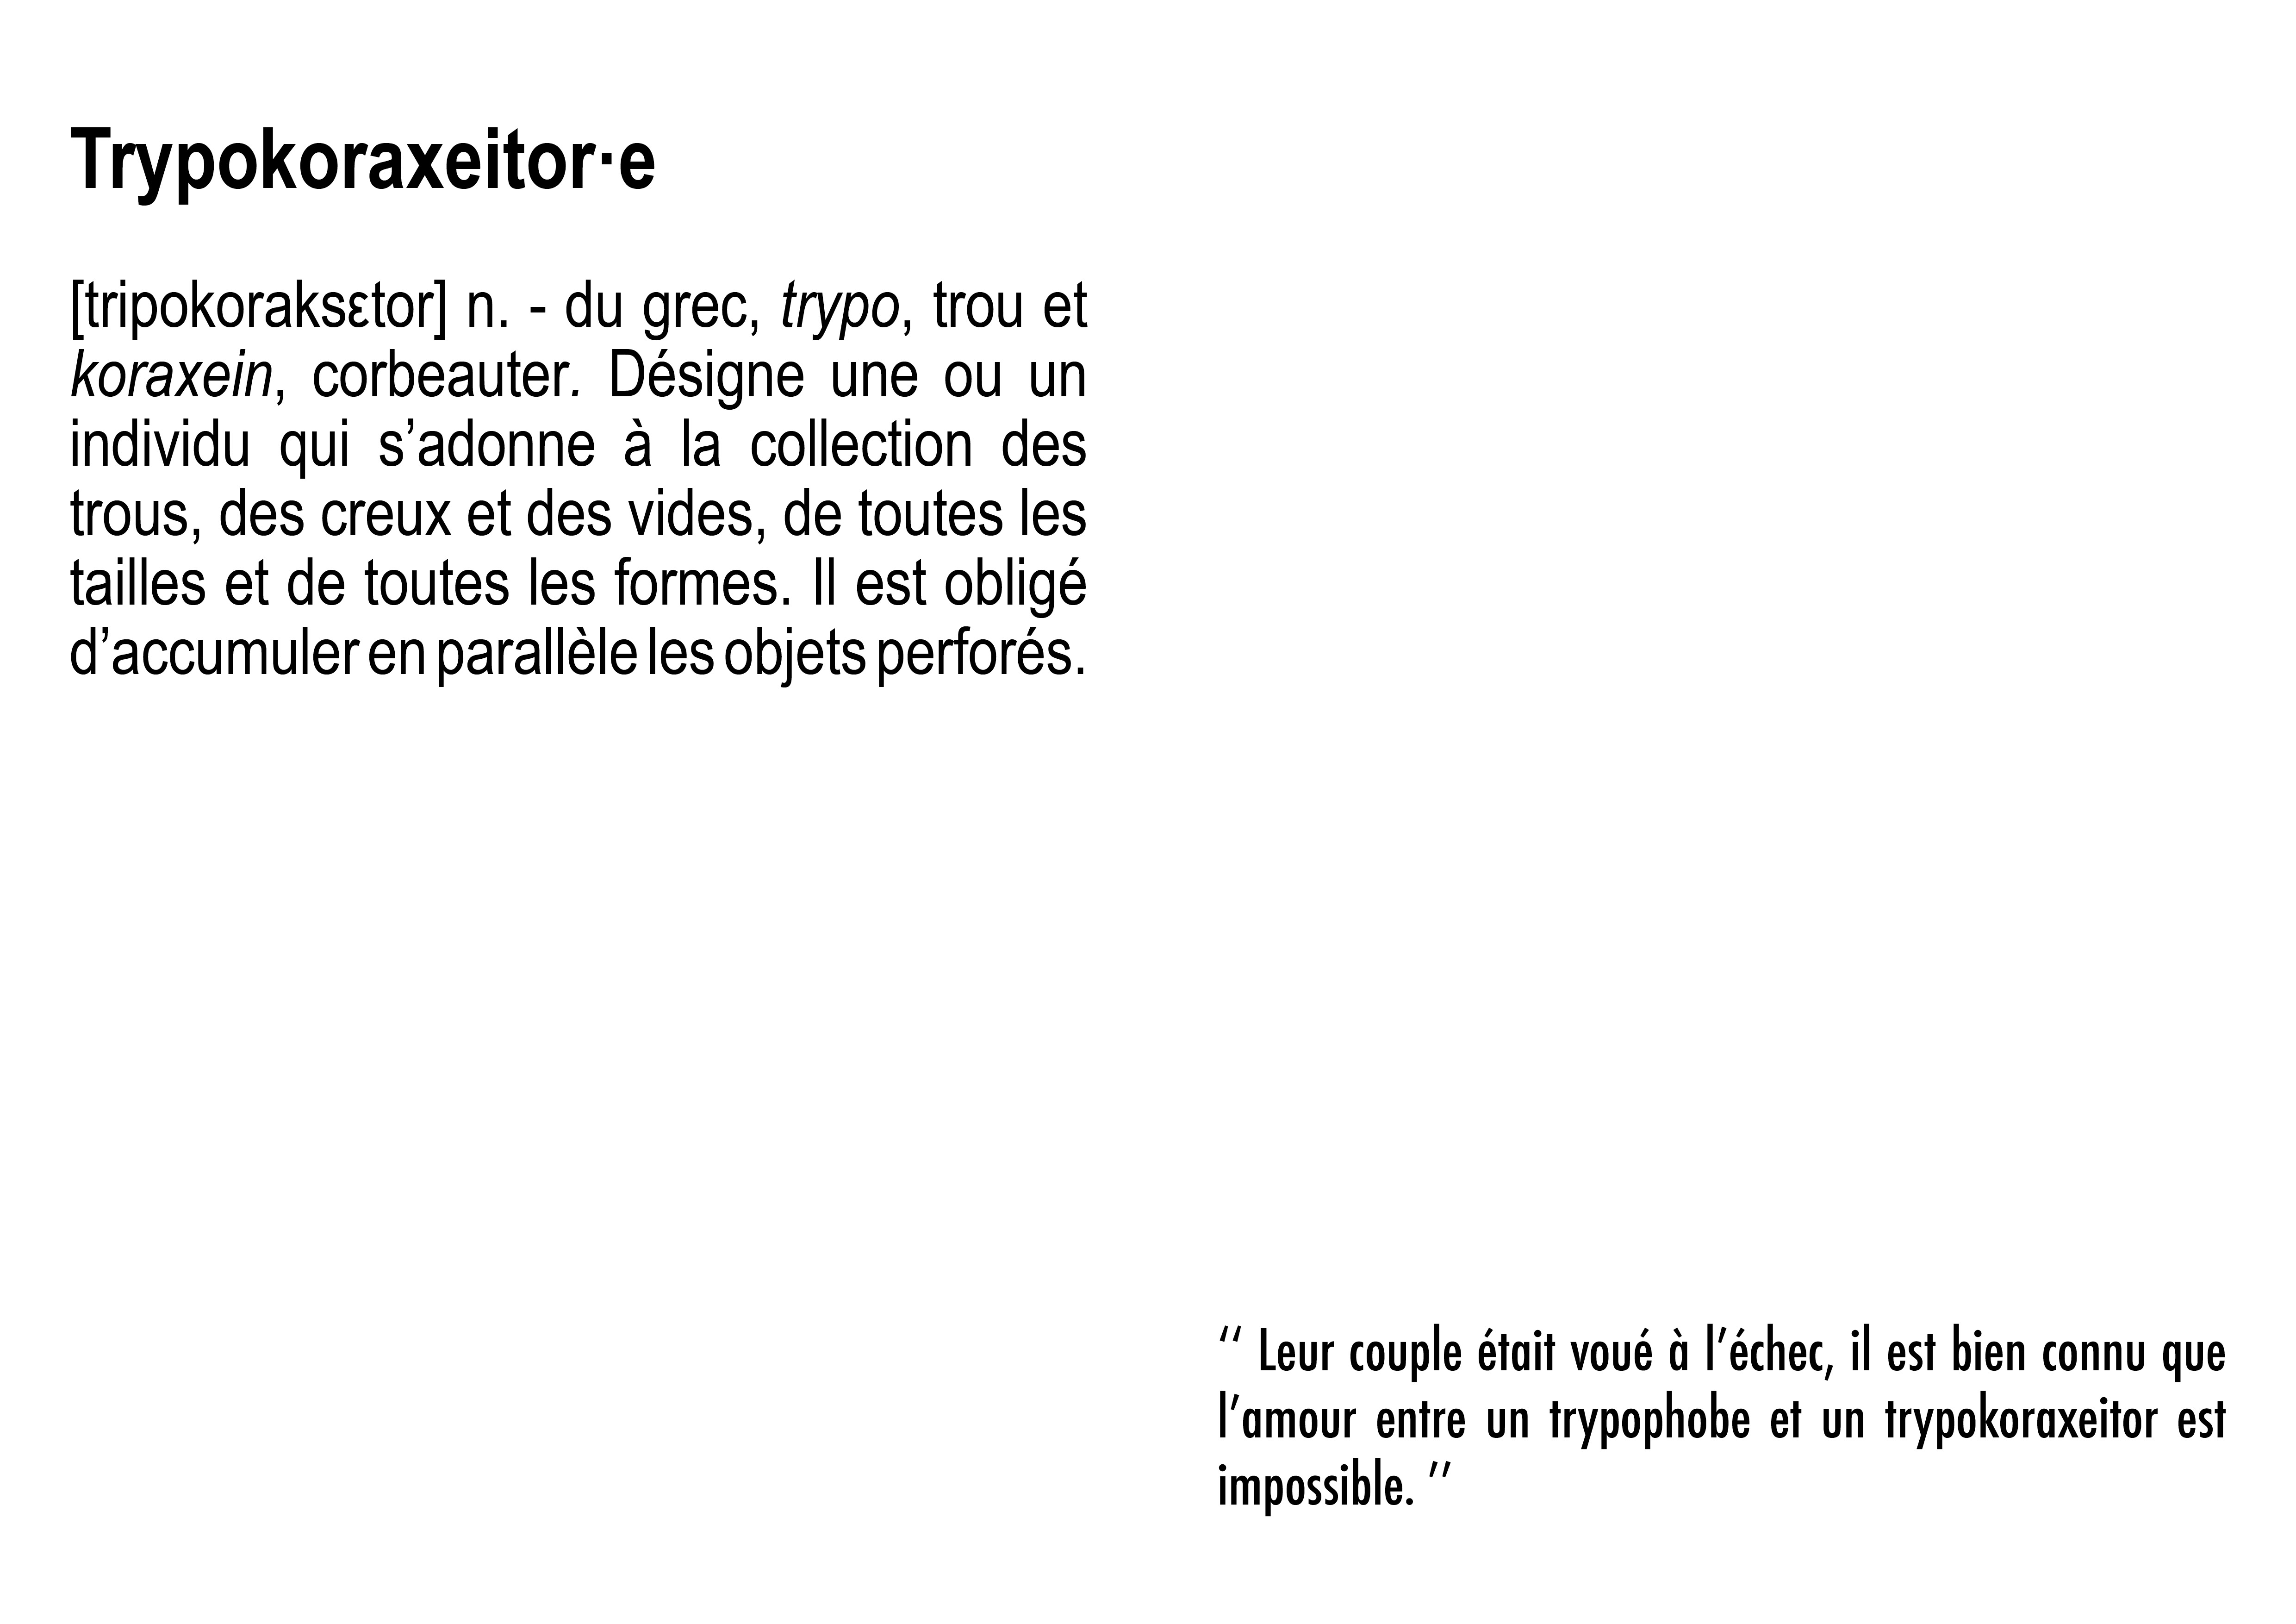 Trypokoraxeitor·e
[tripokoraksεtor] n. - du grec, trypo, trou et
koraxein, corbeauter. Désigne une ou un
individu qui s’adonne à la collection des
trous, des creux et des vides, de toutes les
tailles et de toutes les formes. Il est obligé
d’accumuler en parallèle les objets perforés.
‘‘ Leur couple était voué à l’échec, il est bien connu que
l’amour entre un trypophobe et un trypokoraxeitor est
impossible. ’’